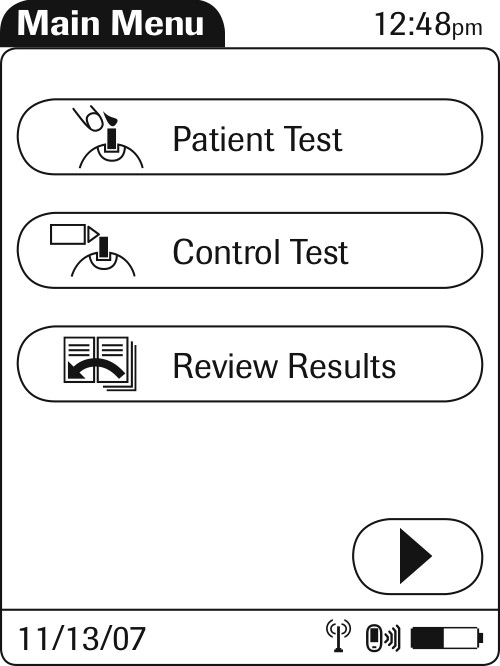 Main Menu 12:48pm
Patient Test
Control Test
Review Results
11/13/07